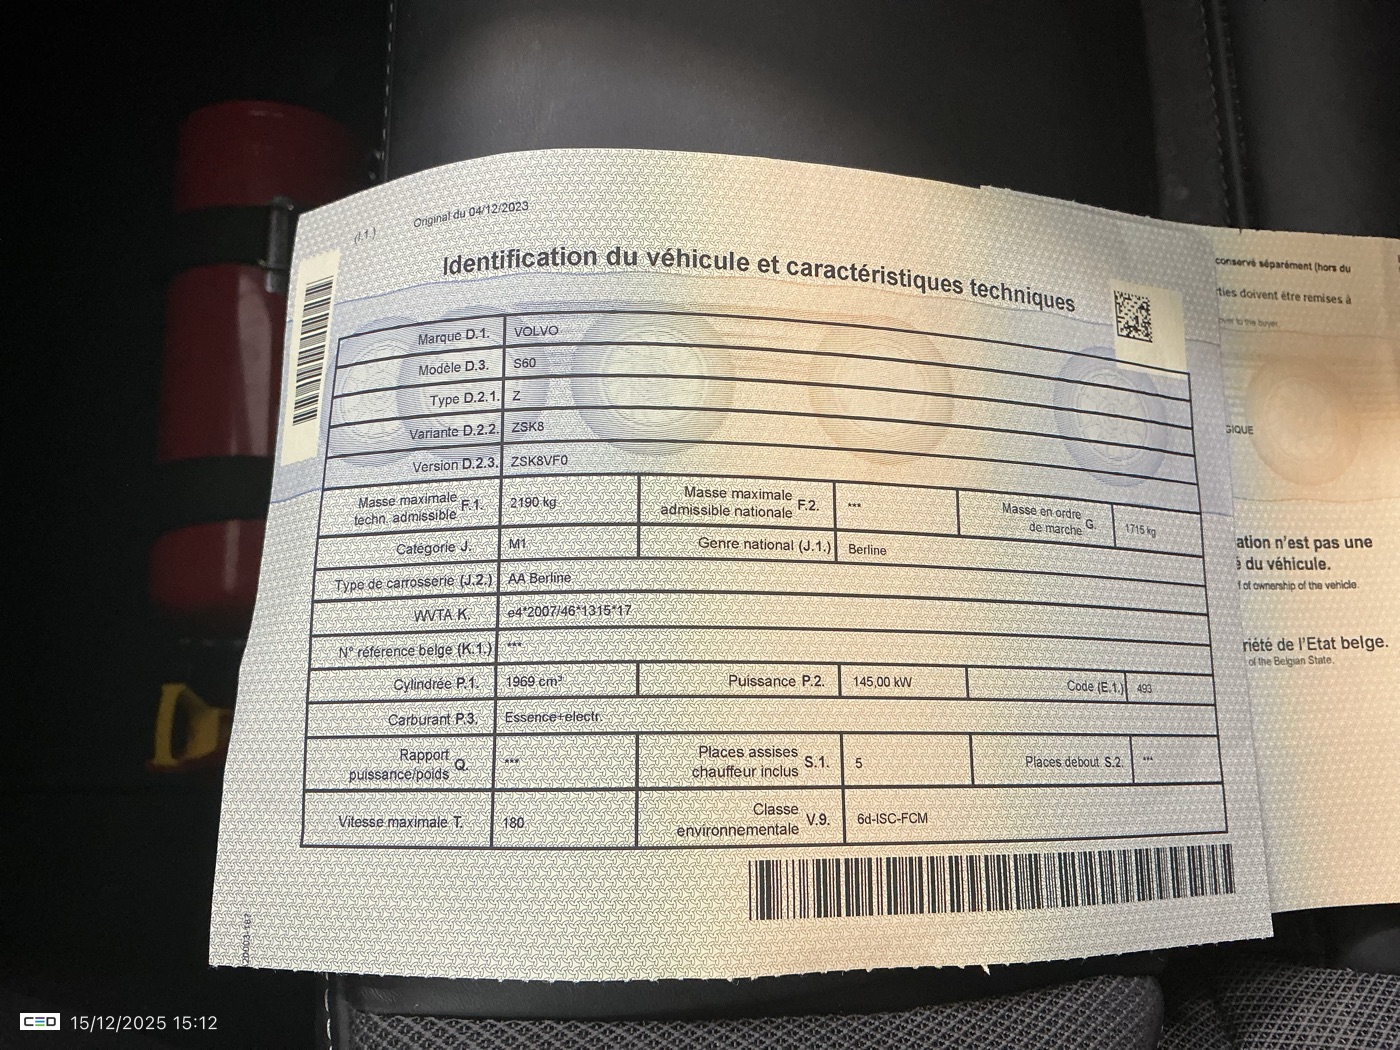 (I.1.)
Original du 04/12/2023
Identification du véhicule et caractéristiques techniques
Marque D.1. VOLVO
Modèle D.3. S60
Type D.2.1. Z
Variante D.2.2. ZSK8
Version D.2.3. ZSK8VF0
Masse maximale techn. admissible F.1. 2190 kg Masse maximale admissible nationale F.2. *** Masse en ordre de marche G. 1715 kg
Catégorie J. M1 Genre national (J.1.) Berline
Type de carrosserie (J.2.) AA Berline
WVTA K. e4*2007/46*1315*17
N° référence belge (K.1.) ***
Cylindrée P.1. 1969 cm³ Puissance P.2. 145,00 kW Code (E.1.) 493
Carburant P.3. Essence+electr.
Rapport puissance/poids Q. *** Places assises chauffeur inclus S.1. 5 Places debout S.2. ***
Vitesse maximale T. 180 Classe environnementale V.9. 6d-ISC-FCM
conservé séparément (hors du
ties doivent être remises à
over to the buyer.
GIQUE
ation n'est pas une
é du véhicule.
of ownership of the vehicle.
riété de l'Etat belge.
of the Belgian State.
CED 15/12/2025 15:12